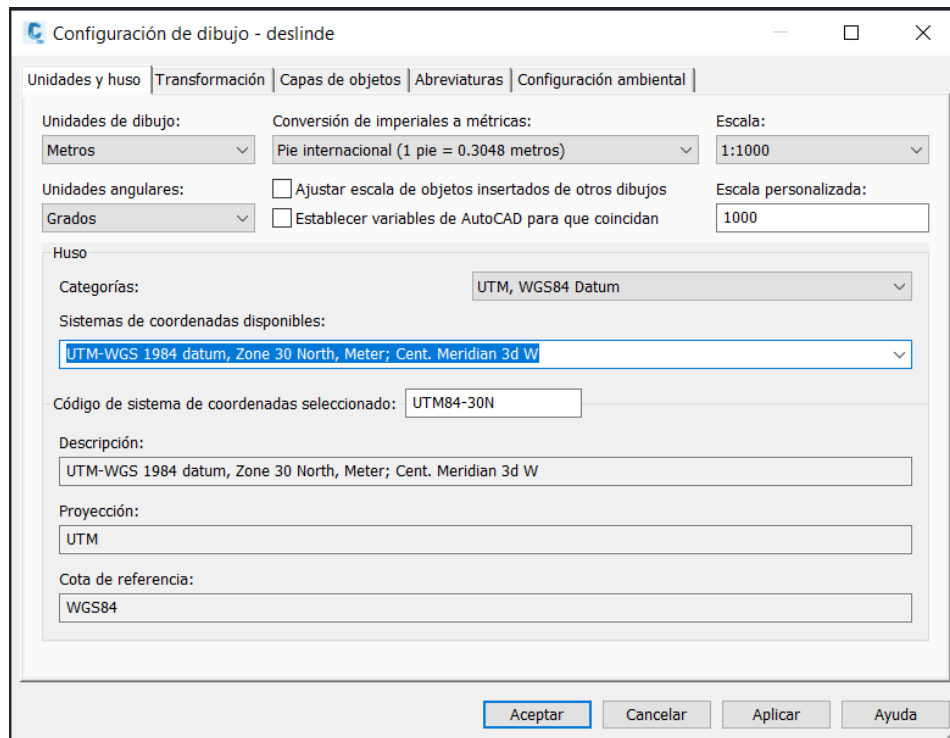 Configuración de dibujo - deslinde
Unidades y huso Transformación Capas de objetos Abreviaturas Configuración ambiental
Unidades de dibujo: Conversión de imperiales a métricas: Escala:
Metros Pie internacional (1 pie = 0.3048 metros) 1:1000
Unidades angulares: Ajustar escala de objetos insertados de otros dibujos Escala personalizada:
Grados Establecer variables de AutoCAD para que coincidan 1000
Huso
Categorías: UTM, WGS84 Datum
Sistemas de coordenadas disponibles:
UTM-WGS 1984 datum, Zone 30 North, Meter; Cent. Meridian 3d W
Código de sistema de coordenadas seleccionado: UTM84-30N
Descripción:
UTM-WGS 1984 datum, Zone 30 North, Meter; Cent. Meridian 3d W
Proyección:
UTM
Cota de referencia:
WGS84
Aceptar Cancelar Aplicar Ayuda